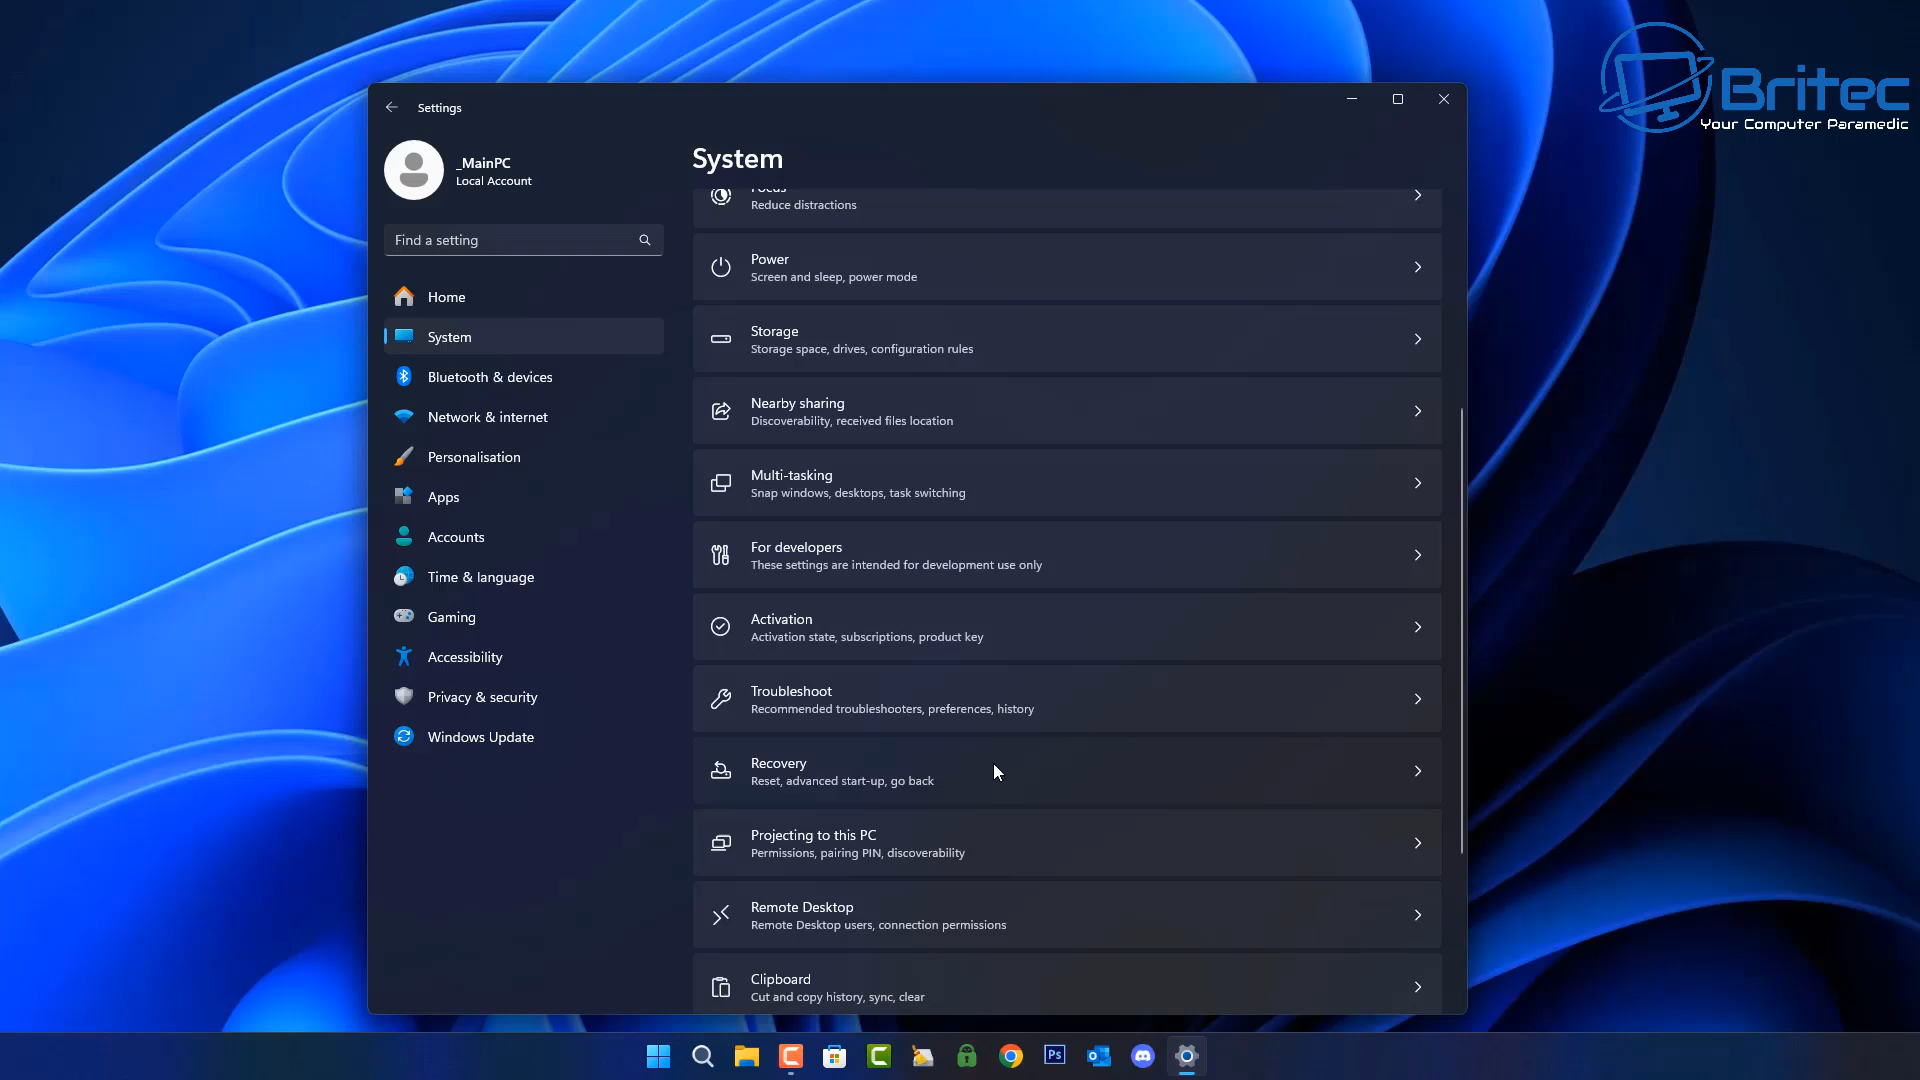 Britec
Your Computer Paramedic
Settings
_MainPC
Local Account
Find a setting
Home
System
Bluetooth & devices
Network & internet
Personalisation
Apps
Accounts
Time & language
Gaming
Accessibility
Privacy & security
Windows Update
System
Focus
Reduce distractions
Power
Screen and sleep, power mode
Storage
Storage space, drives, configuration rules
Nearby sharing
Discoverability, received files location
Multi-tasking
Snap windows, desktops, task switching
For developers
These settings are intended for development use only
Activation
Activation state, subscriptions, product key
Troubleshoot
Recommended troubleshooters, preferences, history
Recovery
Reset, advanced start-up, go back
Projecting to this PC
Permissions, pairing PIN, discoverability
Remote Desktop
Remote Desktop users, connection permissions
Clipboard
Cut and copy history, sync, clear
Ps